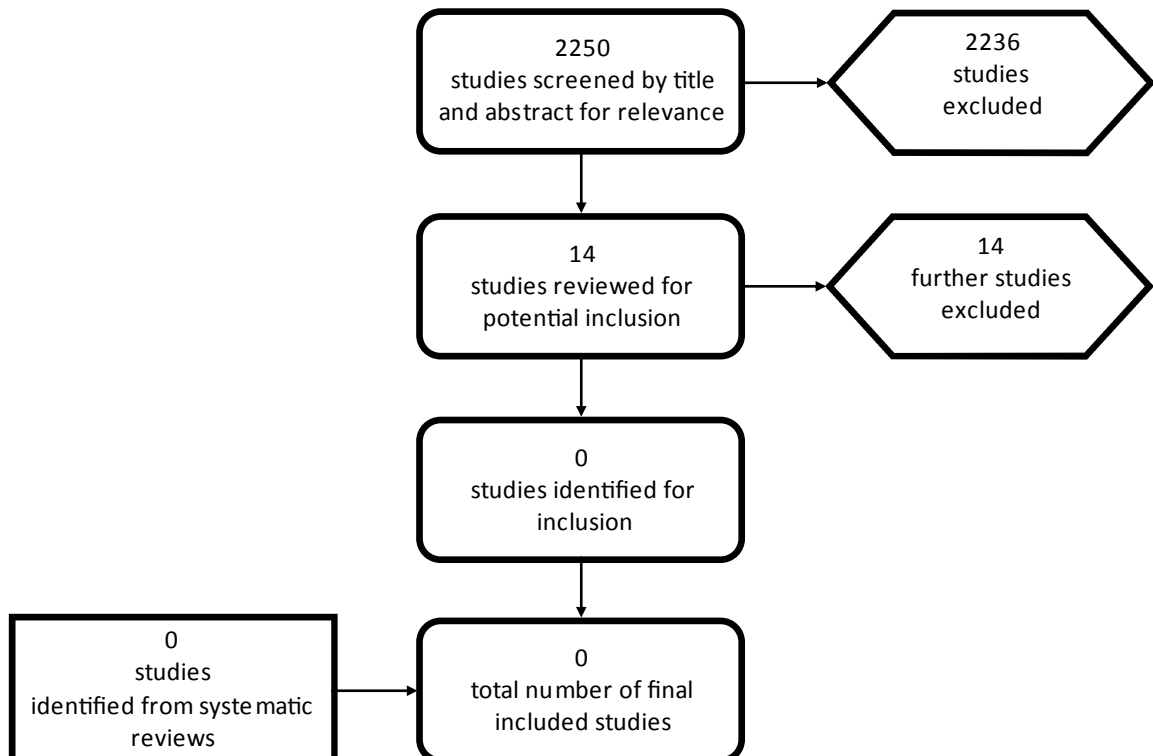 2250
studies screened by title
and abstract for relevance
2236
studies
excluded
14
studies reviewed for
potential inclusion
14
further studies
excluded
0
studies identified for
inclusion
0
studies
identified from systematic
reviews
0
total number of final
included studies